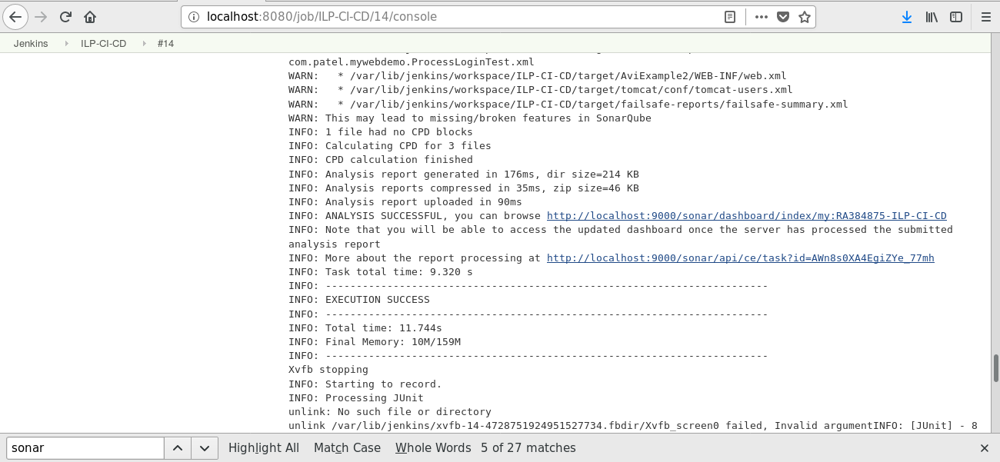 localhost:8080/job/ILP-CI-CD/14/console
Jenkins ILP-CI-CD #14
com.patel.mywebdemo.ProcessLoginTest.xml
WARN:   * /var/lib/jenkins/workspace/ILP-CI-CD/target/AviExample2/WEB-INF/web.xml
WARN:   * /var/lib/jenkins/workspace/ILP-CI-CD/target/tomcat/conf/tomcat-users.xml
WARN:   * /var/lib/jenkins/workspace/ILP-CI-CD/target/failsafe-reports/failsafe-summary.xml
WARN: This may lead to missing/broken features in SonarQube
INFO: 1 file had no CPD blocks
INFO: Calculating CPD for 3 files
INFO: CPD calculation finished
INFO: Analysis report generated in 176ms, dir size=214 KB
INFO: Analysis reports compressed in 35ms, zip size=46 KB
INFO: Analysis report uploaded in 90ms
INFO: ANALYSIS SUCCESSFUL, you can browse http://localhost:9000/sonar/dashboard/index/my:RA384875-ILP-CI-CD
INFO: Note that you will be able to access the updated dashboard once the server has processed the submitted
analysis report
INFO: More about the report processing at http://localhost:9000/sonar/api/ce/task?id=AWn8s0XA4EgiZYe_77mh
INFO: Task total time: 9.320 s
INFO: ------------------------------------------------------------------------
INFO: EXECUTION SUCCESS
INFO: ------------------------------------------------------------------------
INFO: Total time: 11.744s
INFO: Final Memory: 10M/159M
INFO: ------------------------------------------------------------------------
Xvfb stopping
INFO: Starting to record.
INFO: Processing JUnit
unlink: No such file or directory
unlink /var/lib/jenkins/xvfb-14-4728751924951527734.fbdir/Xvfb_screen0 failed, Invalid argumentINFO: [JUnit] - 8
sonar Highlight All Match Case Whole Words 5 of 27 matches